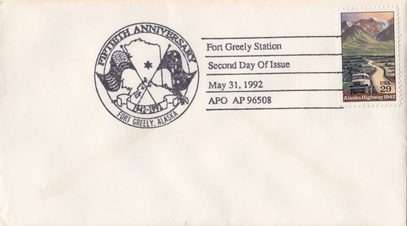 FIFTIETH ANNIVERSARY
1942-1992
FORT GREELY, ALASKA
Fort Greely Station
Second Day Of Issue
May 31, 1992
APO AP 96508
USA
29
Alaska Highway 1942